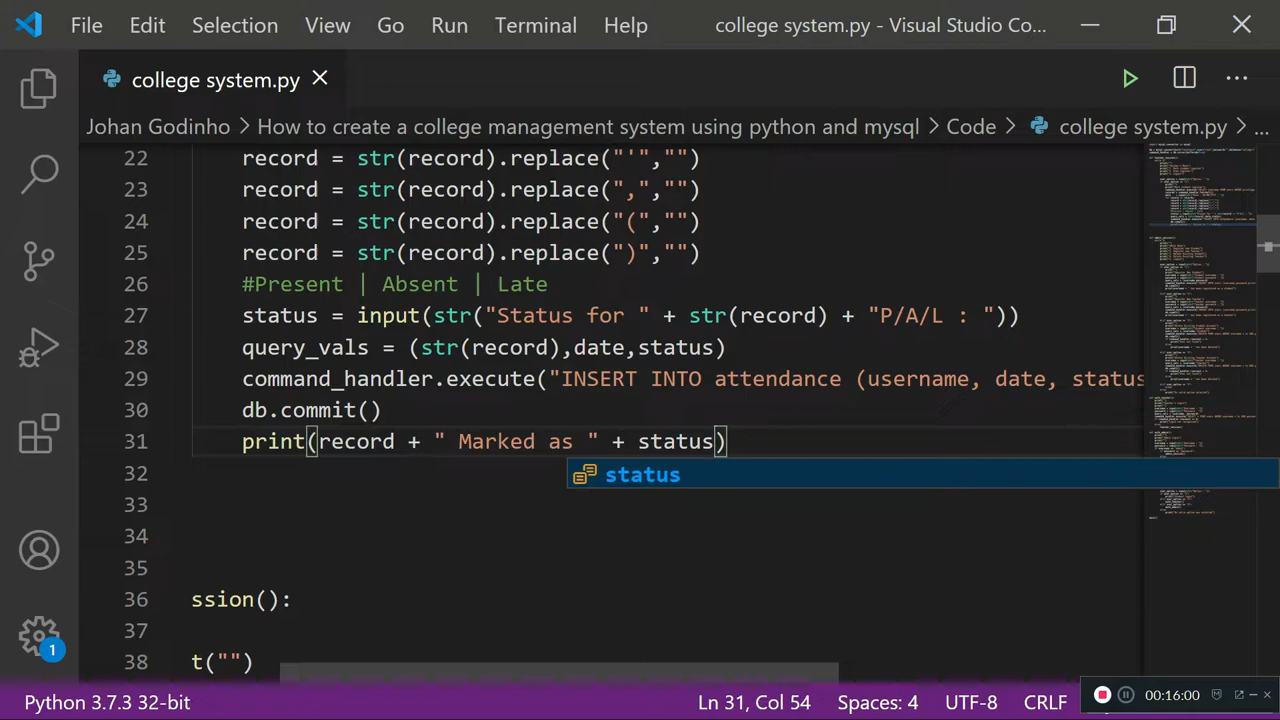 File Edit Selection View Go Run Terminal Help college system.py - Visual Studio Co...
college system.py
Johan Godinho > How to create a college management system using python and mysql > Code > college system.py > ...
22 record = str(record).replace("'","")
23 record = str(record).replace(",","")
24 record = str(record).replace("(","")
25 record = str(record).replace(")","")
26 #Present | Absent | Late
27 status = input(str("Status for " + str(record) + "P/A/L : "))
28 query_vals = (str(record),date,status)
29 command_handler.execute("INSERT INTO attendance (username, date, status
30 db.commit()
31 print(record + " Marked as " + status)
32 status
33
34
35
36 ssion():
37
38 t("")
1
Python 3.7.3 32-bit Ln 31, Col 54 Spaces: 4 UTF-8 CRLF 00:16:00